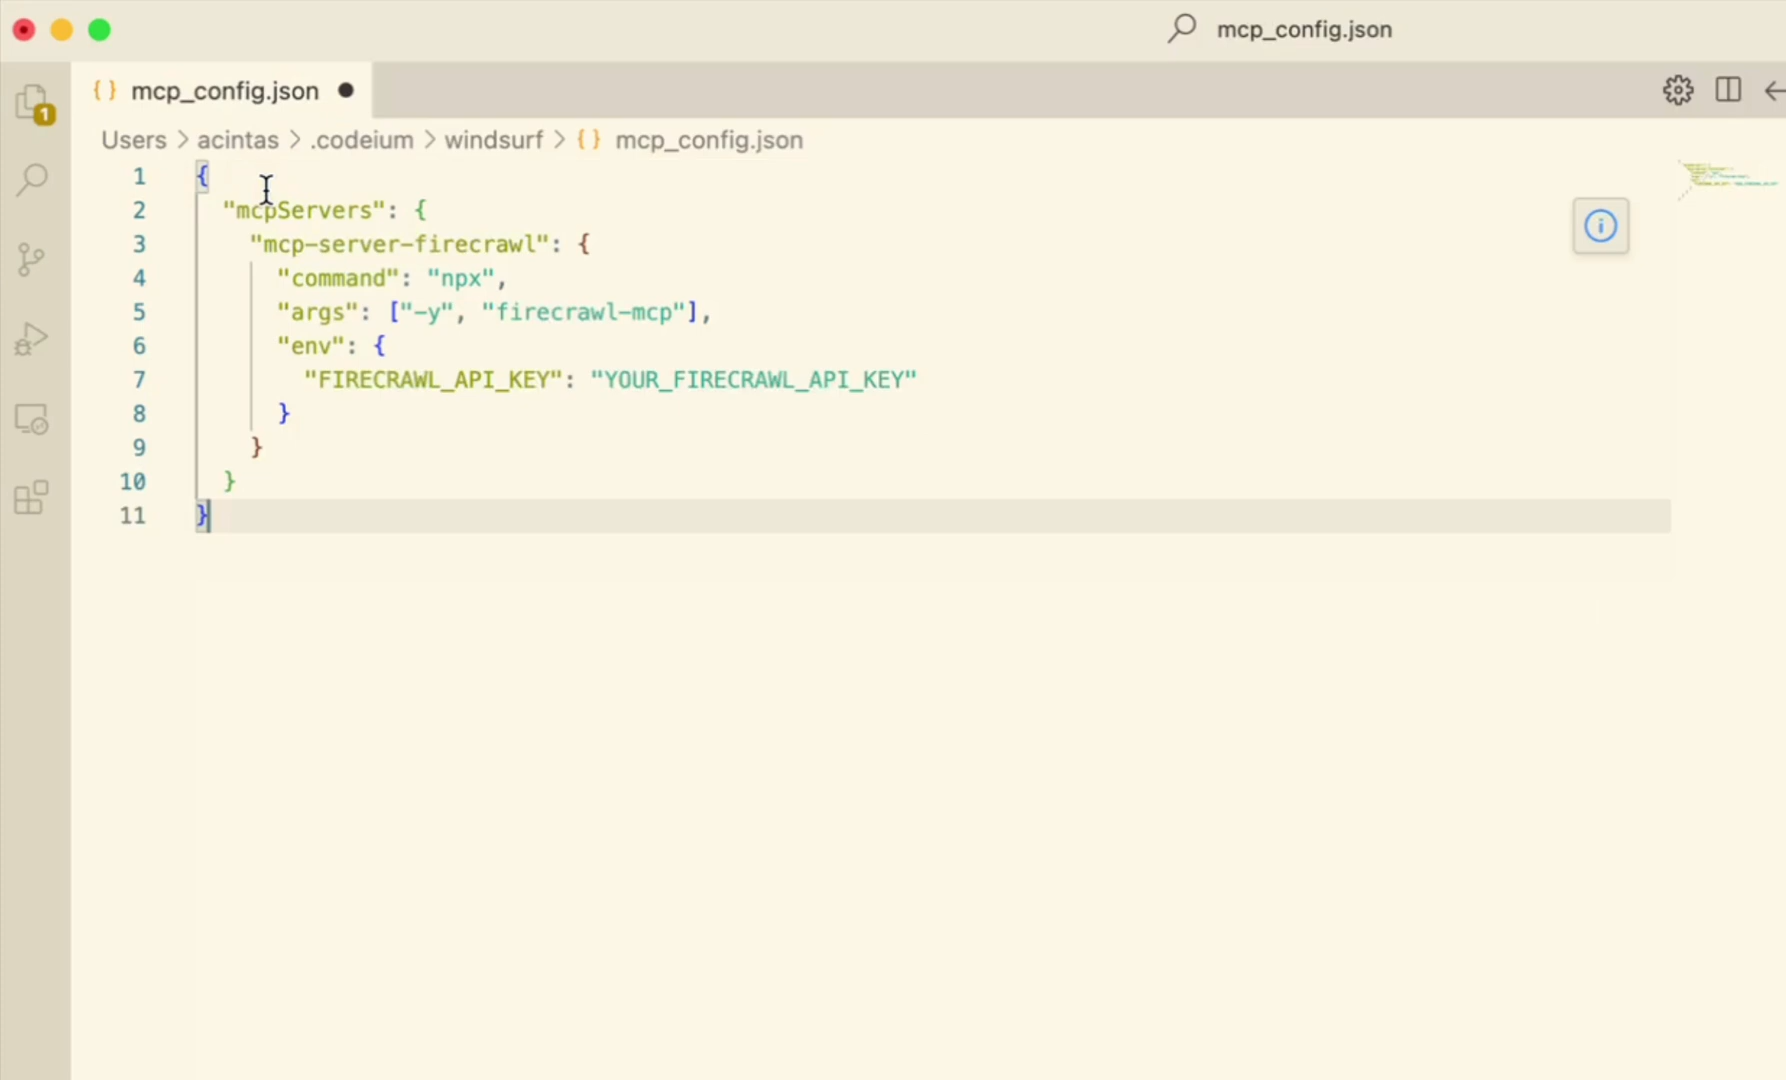 mcp_config.json
{ } mcp_config.json
1
Users > acintas > .codeium > windsurf > { } mcp_config.json
1 {
2   "mcpServers": {
3     "mcp-server-firecrawl": {
4       "command": "npx",
5       "args": ["-y", "firecrawl-mcp"],
6       "env": {
7         "FIRECRAWL_API_KEY": "YOUR_FIRECRAWL_API_KEY"
8       }
9     }
10   }
11 }